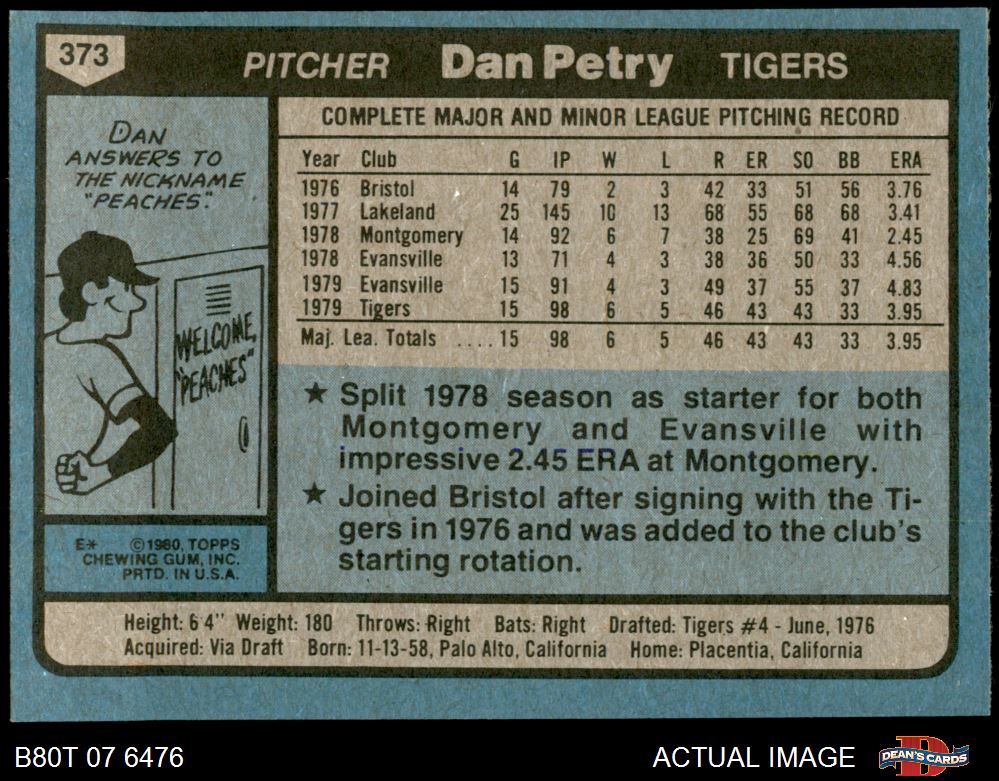 373
PITCHER Dan Petry TIGERS
DAN
ANSWERS TO
THE NICKNAME
"PEACHES".
WELCOME,
"PEACHES"
E* ©1980, TOPPS
CHEWING GUM, INC.
PRTD. IN U.S.A.
COMPLETE MAJOR AND MINOR LEAGUE PITCHING RECORD
Year Club G IP W L R ER SO BB ERA
1976 Bristol 14 79 2 3 42 33 51 56 3.76
1977 Lakeland 25 145 10 13 68 55 68 68 3.41
1978 Montgomery 14 92 6 7 38 25 69 41 2.45
1978 Evansville 13 71 4 3 38 36 50 33 4.56
1979 Evansville 15 91 4 3 49 37 55 37 4.83
1979 Tigers 15 98 6 5 46 43 43 33 3.95
Maj. Lea. Totals .... 15 98 6 5 46 43 43 33 3.95
★ Split 1978 season as starter for both
Montgomery and Evansville with
impressive 2.45 ERA at Montgomery.
★ Joined Bristol after signing with the Ti-
gers in 1976 and was added to the club's
starting rotation.
Height: 6'4" Weight: 180 Throws: Right Bats: Right Drafted: Tigers #4 - June, 1976
Acquired: Via Draft Born: 11-13-58, Palo Alto, California Home: Placentia, California
B80T 07 6476 ACTUAL IMAGE DEAN'S CARDS